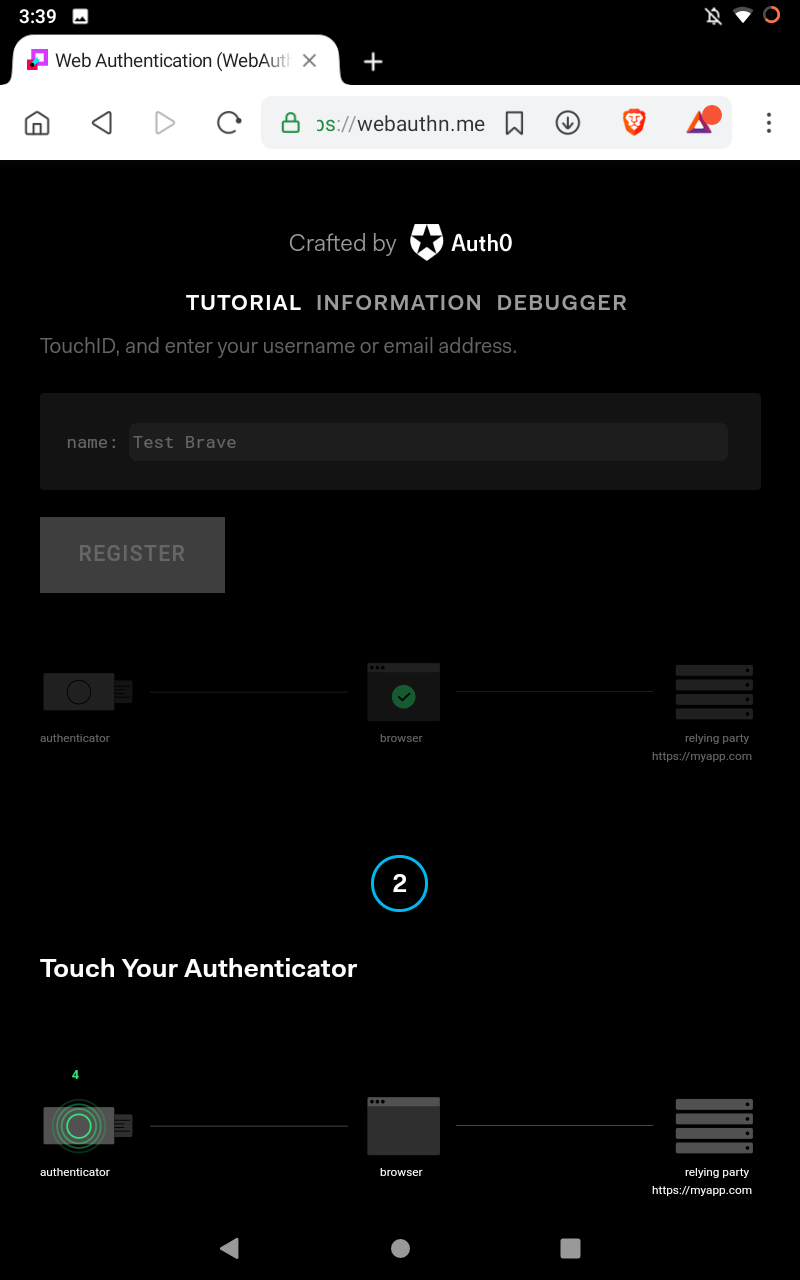 3:39
Web Authentication (WebAuth
ps://webauthn.me
Crafted by Auth0
TUTORIAL INFORMATION DEBUGGER
TouchID, and enter your username or email address.
name: Test Brave
REGISTER
authenticator browser relying party
https://myapp.com
2
Touch Your Authenticator
4
authenticator browser relying party
https://myapp.com